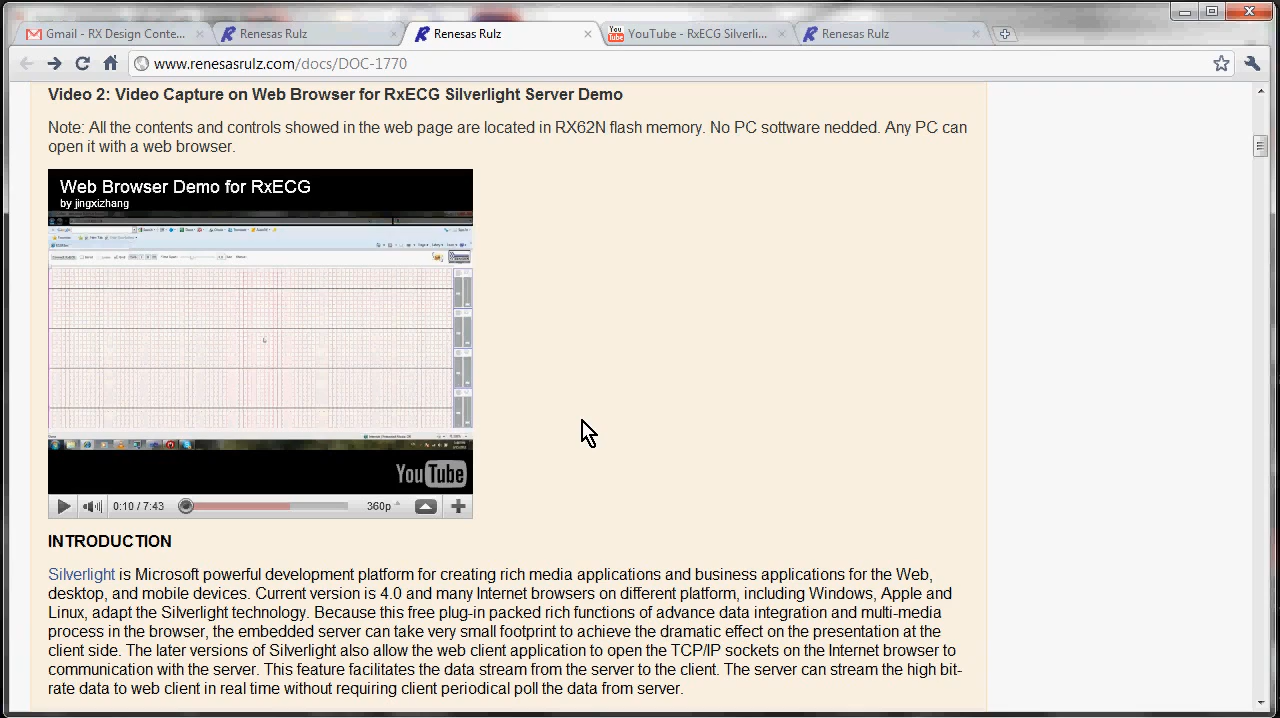 Gmail - RX Design Conte...
Renesas Rulz
Renesas Rulz
YouTube - RxECG Silverli...
Renesas Rulz
www.renesasrulz.com/docs/DOC-1770
Video 2: Video Capture on Web Browser for RxECG Silverlight Server Demo
Note: All the contents and controls showed in the web page are located in RX62N flash memory. No PC software nedded. Any PC can
open it with a web browser.
Web Browser Demo for RxECG
by jingxizhang
YouTube
0:10 / 7:43
360p
INTRODUCTION
Silverlight is Microsoft powerful development platform for creating rich media applications and business applications for the Web,
desktop, and mobile devices. Current version is 4.0 and many Internet browsers on different platform, including Windows, Apple and
Linux, adapt the Silverlight technology. Because this free plug-in packed rich functions of advance data integration and multi-media
process in the browser, the embedded server can take very small footprint to achieve the dramatic effect on the presentation at the
client side. The later versions of Silverlight also allow the web client application to open the TCP/IP sockets on the Internet browser to
communication with the server. This feature facilitates the data stream from the server to the client. The server can stream the high bit-
rate data to web client in real time without requiring client periodical poll the data from server.